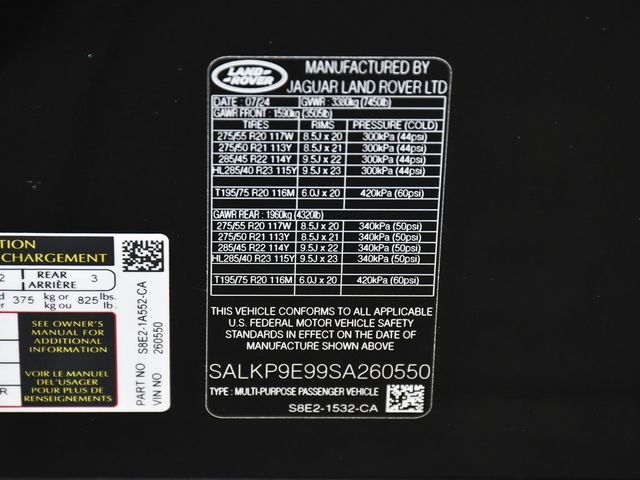 LAND
ROVER
MANUFACTURED BY
JAGUAR LAND ROVER LTD
DATE : 07/24 GVWR : 3380kg (7450lb)
GAWR FRONT : 1590kg (3505lb)
TIRES RIMS PRESSURE (COLD)
275/55 R20 117W 8.5J x 20 300kPa (44psi)
275/50 R21 113Y 8.5J x 21 300kPa (44psi)
285/45 R22 114Y 9.5J x 22 300kPa (44psi)
HL285/40 R23 115Y 9.5J x 23 300kPa (44psi)
T195/75 R20 116M 6.0J x 20 420kPa (60psi)
GAWR REAR : 1960kg (4320lb)
275/55 R20 117W 8.5J x 20 340kPa (50psi)
275/50 R21 113Y 8.5J x 21 340kPa (50psi)
285/45 R22 114Y 9.5J x 22 340kPa (50psi)
HL285/40 R23 115Y 9.5J x 23 340kPa (50psi)
T195/75 R20 116M 6.0J x 20 420kPa (60psi)
THIS VEHICLE CONFORMS TO ALL APPLICABLE
U.S. FEDERAL MOTOR VEHICLE SAFETY
STANDARDS IN EFFECT ON THE DATE
OF MANUFACTURE SHOWN ABOVE
SALKP9E99SA260550
TYPE : MULTI-PURPOSE PASSENGER VEHICLE
S8E2-1532-CA
TION
CHARGEMENT
2 REAR
ARRIÈRE 3
375 kg or
kg ou 825 lbs.
lb.
SEE OWNER'S
MANUAL FOR
ADDITIONAL
INFORMATION
VOIR LE MANUEL
DE L'USAGER
POUR PLUS DE
RENSEIGNEMENTS
PART NO S8E2-1A552-CA
VIN NO 260550